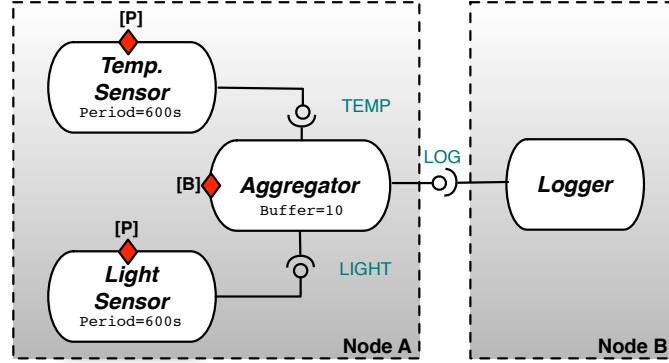 [P]
Temp.
Sensor
Period=600s
TEMP
[B]
Aggregator
Buffer=10
LOG
Logger
[P]
Light
Sensor
Period=600s
LIGHT
Node A
Node B